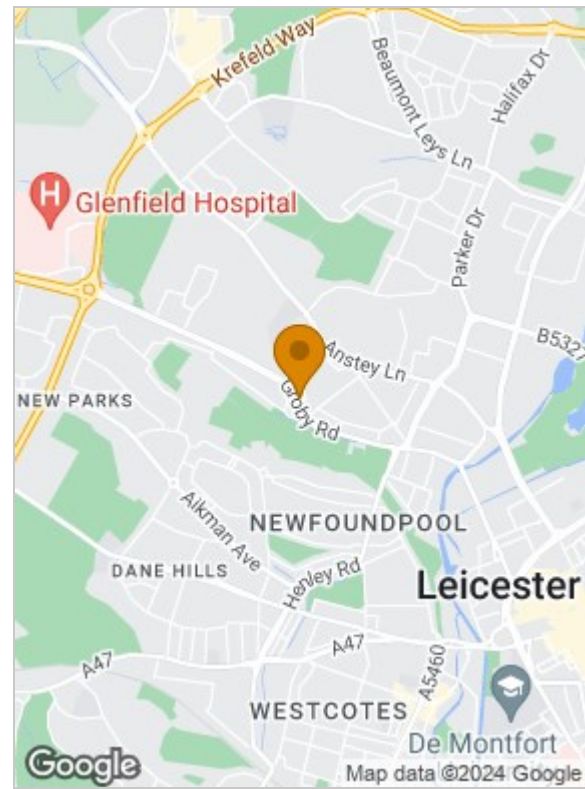 Krefeld Way
Beaumont Leys Ln
Halifax Dr
H
Glenfield Hospital
Parker Dr
B5327
Anstey Ln
NEW PARKS
Groby Rd
Aikman Ave
NEWFOUNDPOOL
DANE HILLS
Henley Rd
Leicester
A47
A47
A5460
WESTCOTES
De Montfort
Google
Map data ©2024 Google